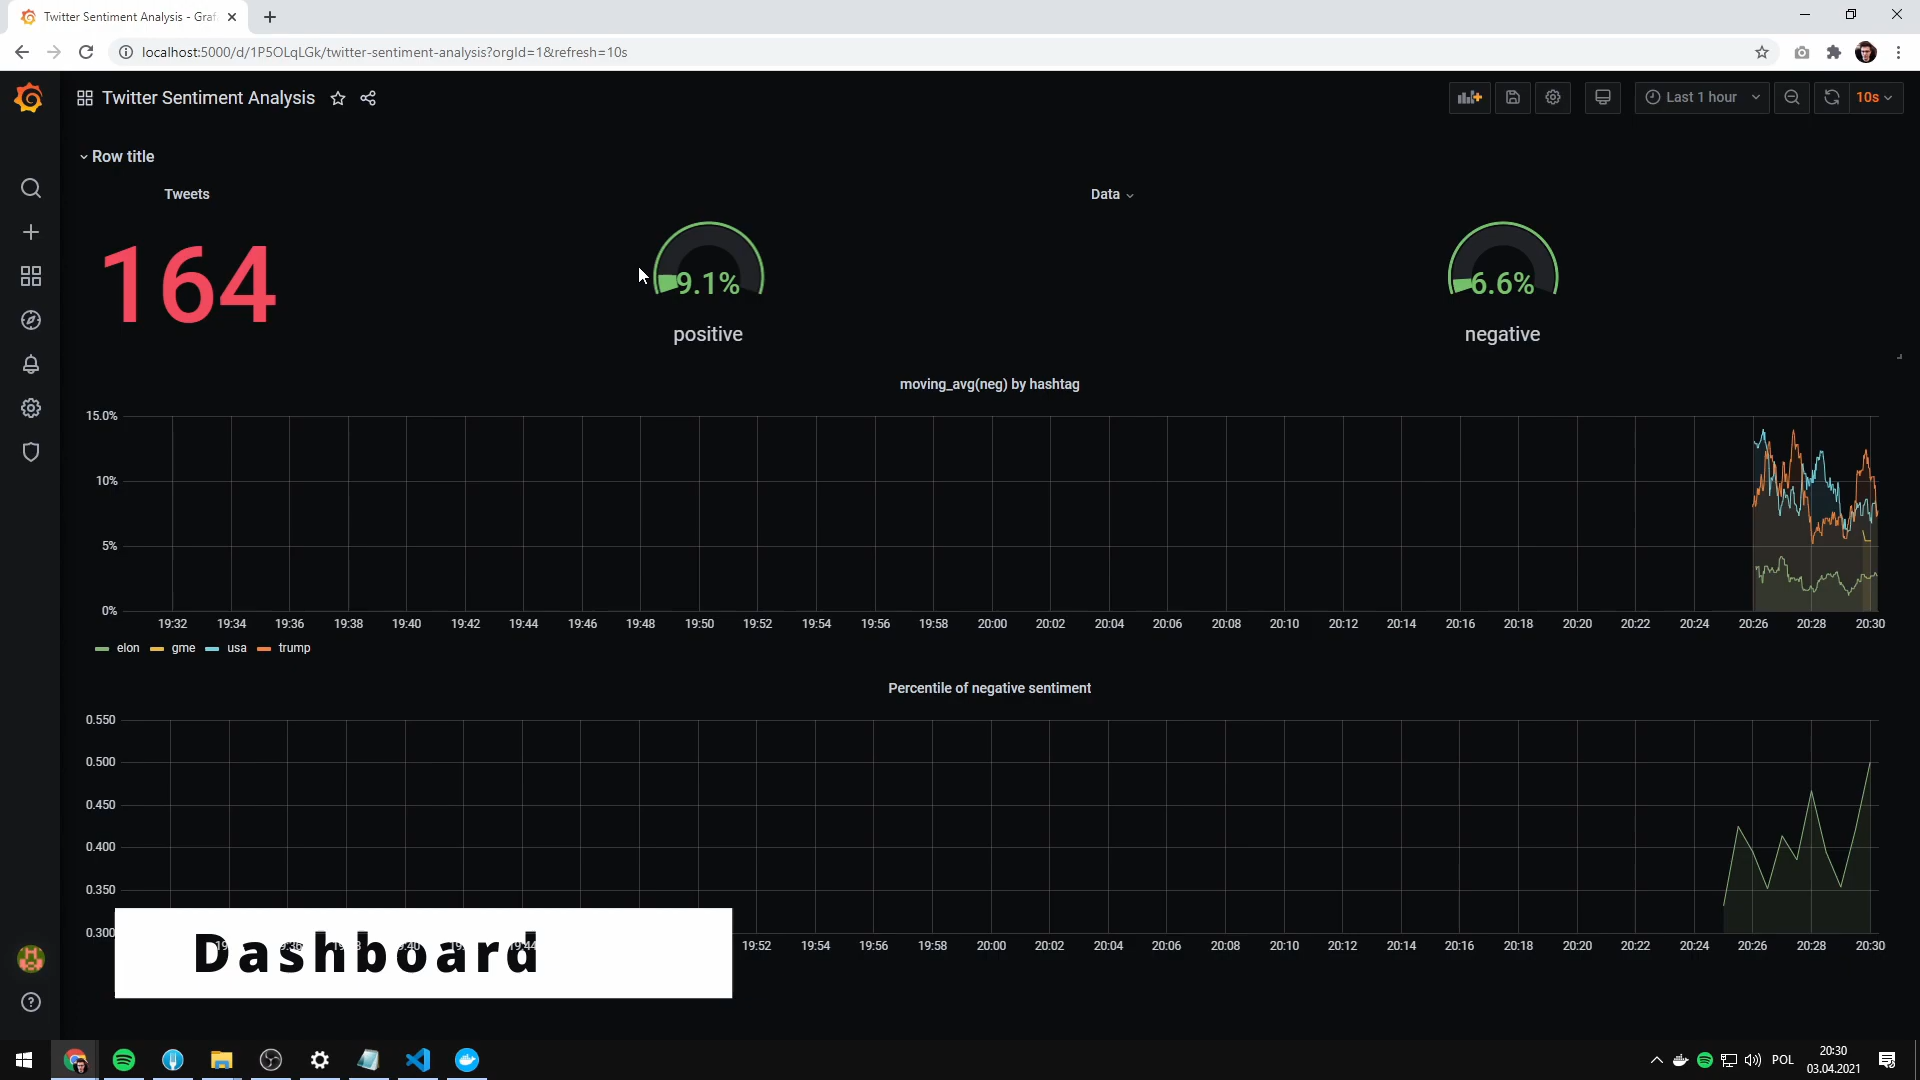 Twitter Sentiment Analysis - Graf
localhost:5000/d/1P5OLqLGk/twitter-sentiment-analysis?orgId=1&refresh=10s
Twitter Sentiment Analysis
Last 1 hour
10s
Row title
Tweets
Data
164
9.1%
6.6%
positive
negative
moving_avg(neg) by hashtag
15.0%
10%
5%
0%
19:32 19:34 19:36 19:38 19:40 19:42 19:44 19:46 19:48 19:50 19:52 19:54 19:56 19:58 20:00 20:02 20:04 20:06 20:08 20:10 20:12 20:14 20:16 20:18 20:20 20:22 20:24 20:26 20:28 20:30
elon gme usa trump
Percentile of negative sentiment
0.550
0.500
0.450
0.400
0.350
0.300
19:52 19:54 19:56 19:58 20:00 20:02 20:04 20:06 20:08 20:10 20:12 20:14 20:16 20:18 20:20 20:22 20:24 20:26 20:28 20:30
Dashboard
POL
20:30
03.04.2021